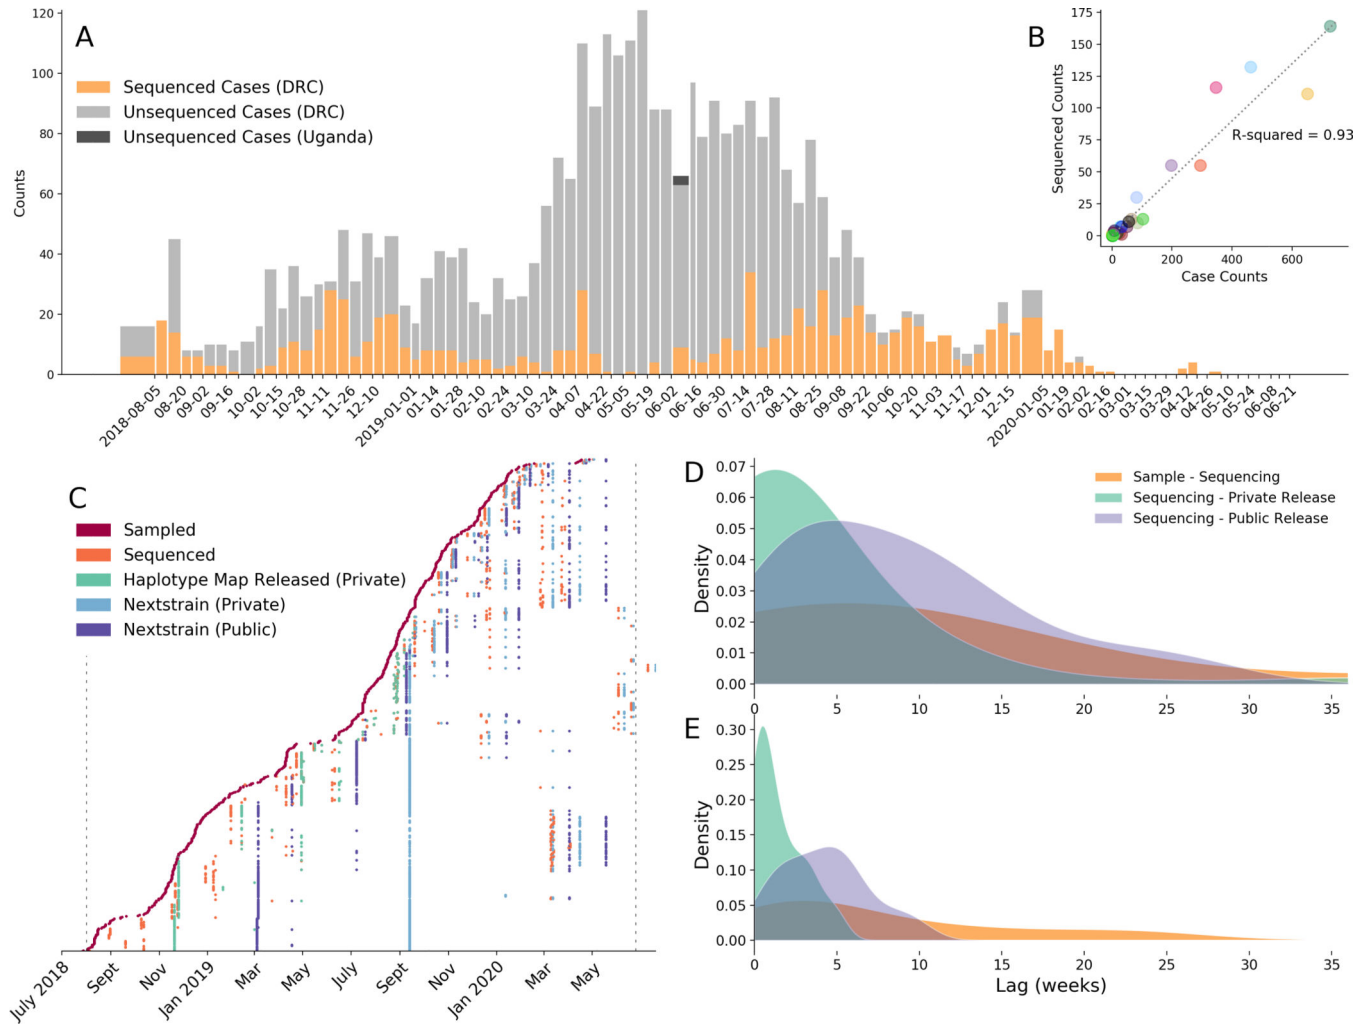 A
Counts
120
100
80
60
40
20
0
Sequenced Cases (DRC)
Unsequenced Cases (DRC)
Unsequenced Cases (Uganda)
2018-08-05
08-20
09-02
09-16
10-02
10-15
10-28
11-11
11-26
12-10
2019-01-01
01-14
01-28
02-10
02-24
03-10
03-24
04-07
04-22
05-05
05-19
06-02
06-16
06-30
07-14
07-28
08-11
08-25
09-08
09-22
10-06
10-20
11-03
11-17
12-01
12-15
2020-01-05
01-19
02-02
02-16
03-01
03-15
03-29
04-12
04-26
05-10
05-24
06-08
06-21
B
Sequenced Counts
175
150
125
100
75
50
25
0
R-squared = 0.93
0 200 400 600
Case Counts
C
Sampled
Sequenced
Haplotype Map Released (Private)
Nextstrain (Private)
Nextstrain (Public)
July 2018
Sept
Nov
Jan 2019
Mar
May
July
Sept
Nov
Jan 2020
Mar
May
D
Density
0.07
0.06
0.05
0.04
0.03
0.02
0.01
0.00
Sample - Sequencing
Sequencing - Private Release
Sequencing - Public Release
0 5 10 15 20 25 30 35
E
Density
0.30
0.25
0.20
0.15
0.10
0.05
0.00
0 5 10 15 20 25 30 35
Lag (weeks)